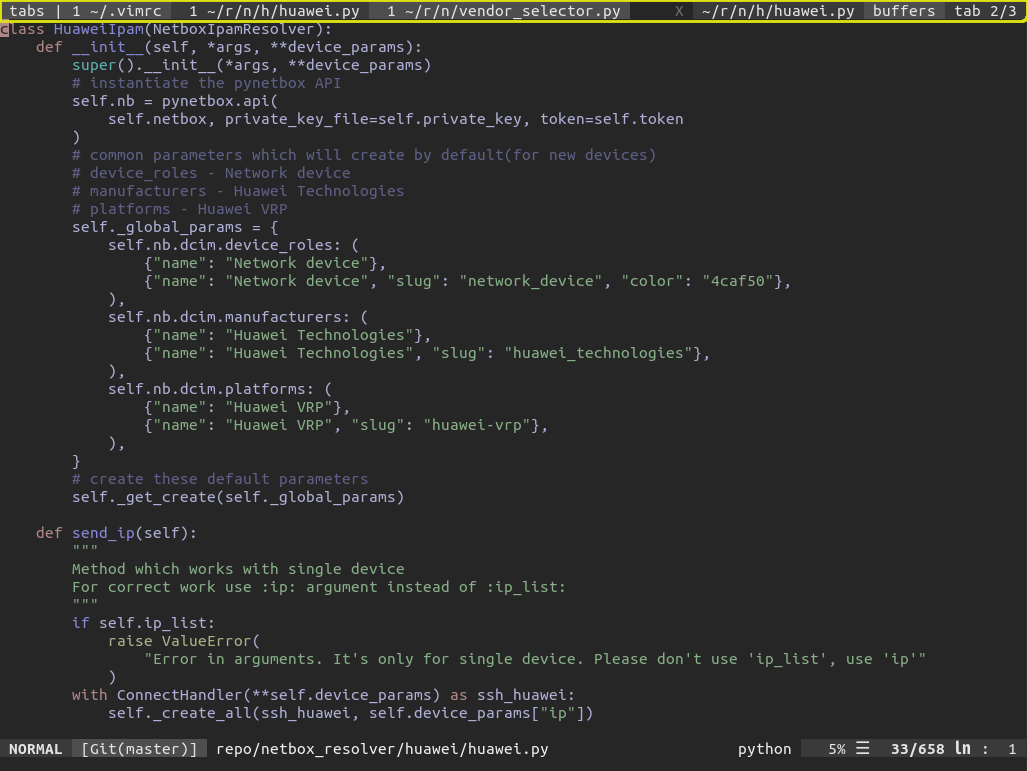 tabs | 1 ~/.vimrc  1 ~/r/n/h/huawei.py  1 ~/r/n/vendor_selector.py  X  ~/r/n/h/huawei.py  buffers  tab 2/3
class HuaweiIpam(NetboxIpamResolver):
    def __init__(self, *args, **device_params):
        super().__init__(*args, **device_params)
        # instantiate the pynetbox API
        self.nb = pynetbox.api(
            self.netbox, private_key_file=self.private_key, token=self.token
        )
        # common parameters which will create by default(for new devices)
        # device_roles - Network device
        # manufacturers - Huawei Technologies
        # platforms - Huawei VRP
        self._global_params = {
            self.nb.dcim.device_roles: (
                {"name": "Network device"},
                {"name": "Network device", "slug": "network_device", "color": "4caf50"},
            ),
            self.nb.dcim.manufacturers: (
                {"name": "Huawei Technologies"},
                {"name": "Huawei Technologies", "slug": "huawei_technologies"},
            ),
            self.nb.dcim.platforms: (
                {"name": "Huawei VRP"},
                {"name": "Huawei VRP", "slug": "huawei-vrp"},
            ),
        }
        # create these default parameters
        self._get_create(self._global_params)

    def send_ip(self):
        """
        Method which works with single device
        For correct work use :ip: argument instead of :ip_list:
        """
        if self.ip_list:
            raise ValueError(
                "Error in arguments. It's only for single device. Please don't use 'ip_list', use 'ip'"
            )
        with ConnectHandler(**self.device_params) as ssh_huawei:
            self._create_all(ssh_huawei, self.device_params["ip"])
NORMAL  [Git(master)]  repo/netbox_resolver/huawei/huawei.py  python  5% ☰  33/658 ln :  1